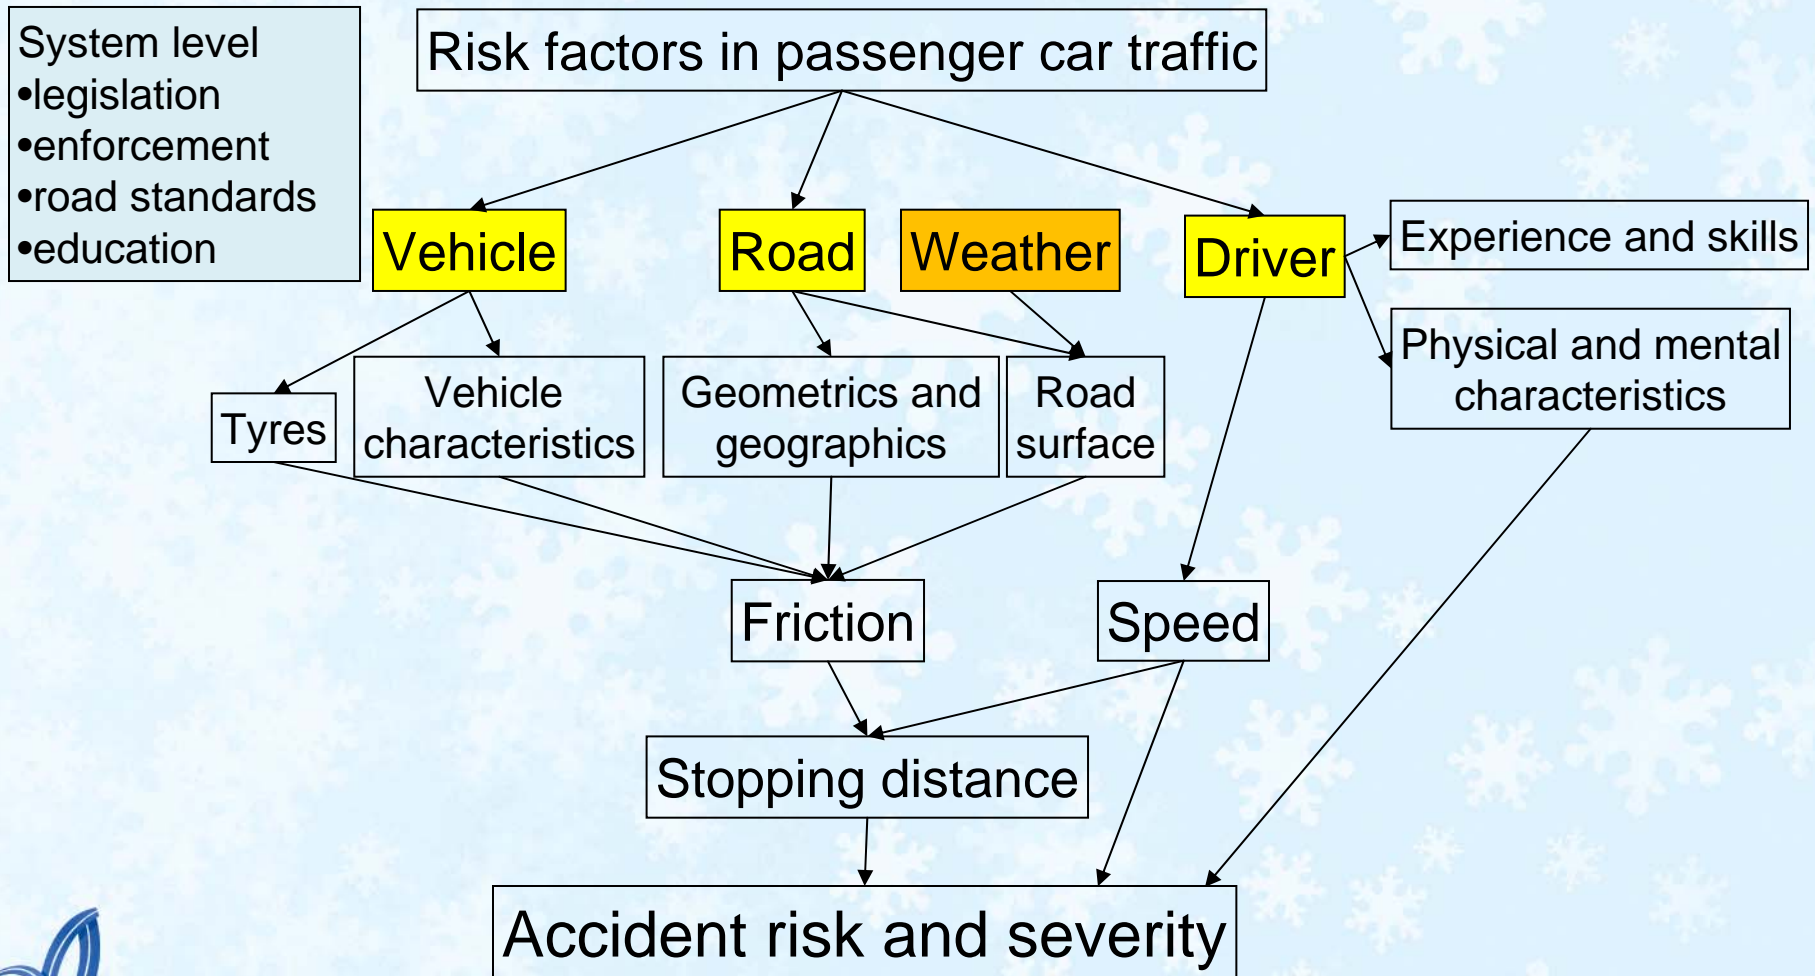 System level
•legislation
•enforcement
•road standards
•education
Risk factors in passenger car traffic
Vehicle
Road
Weather
Driver
Experience and skills
Physical and mental
characteristics
Tyres
Vehicle
characteristics
Geometrics and
geographics
Road
surface
Friction
Speed
Stopping distance
Accident risk and severity